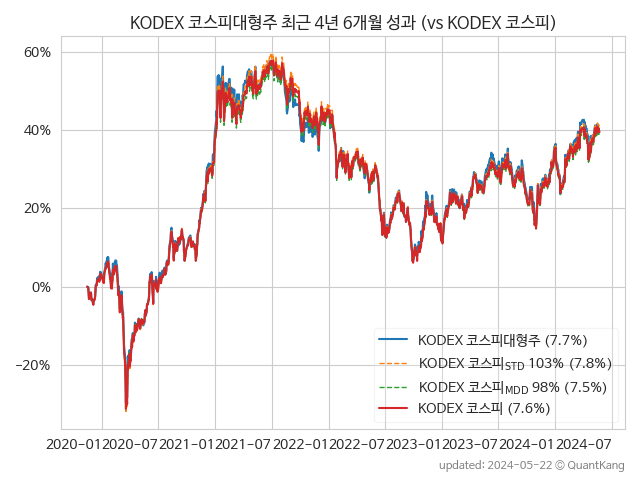 KODEX 코스피대형주 최근 4년 6개월 성과 (vs KODEX 코스피)
60%
40%
20%
0%
−20%
KODEX 코스피대형주 (7.7%)
KODEX 코스피STD 103% (7.8%)
KODEX 코스피MDD 98% (7.5%)
KODEX 코스피 (7.6%)
2020-01 2020-07 2021-01 2021-07 2022-01 2022-07 2023-01 2023-07 2024-01 2024-07
updated: 2024-05-22 © QuantKang